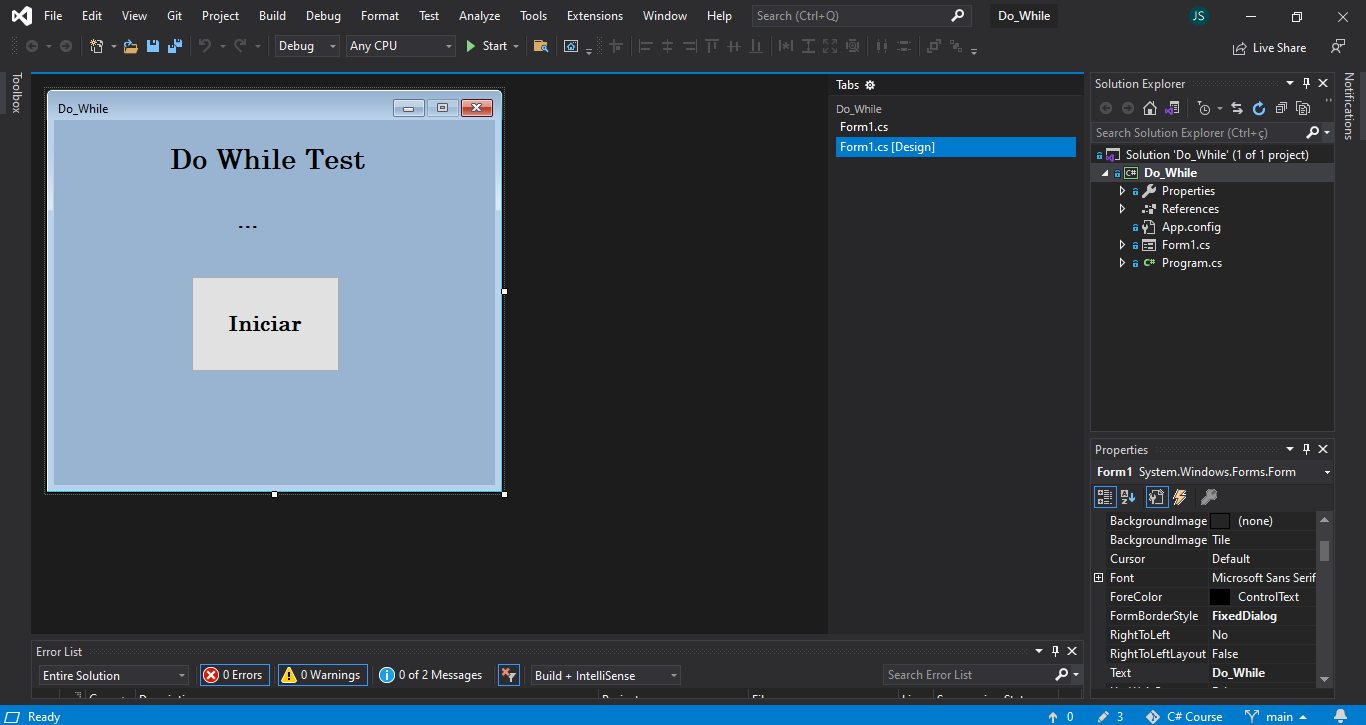 File Edit View Git Project Build Debug Format Test Analyze Tools Extensions Window Help Search (Ctrl+Q) Do_While JS
Debug Any CPU Start Live Share
Toolbox
Do_While
Do While Test
...
Iniciar
Tabs
Do_While
Form1.cs
Form1.cs [Design]
Solution Explorer
Search Solution Explorer (Ctrl+ç)
Solution 'Do_While' (1 of 1 project)
Do_While
Properties
References
App.config
Form1.cs
Program.cs
Notifications
Properties
Form1 System.Windows.Forms.Form
BackgroundImage (none)
BackgroundImage Tile
Cursor Default
Font Microsoft Sans Serif
ForeColor ControlText
FormBorderStyle FixedDialog
RightToLeft No
RightToLeftLayout False
Text Do_While
Error List
Entire Solution 0 Errors 0 Warnings 0 of 2 Messages Build + IntelliSense Search Error List
Ready 0 3 C# Course main